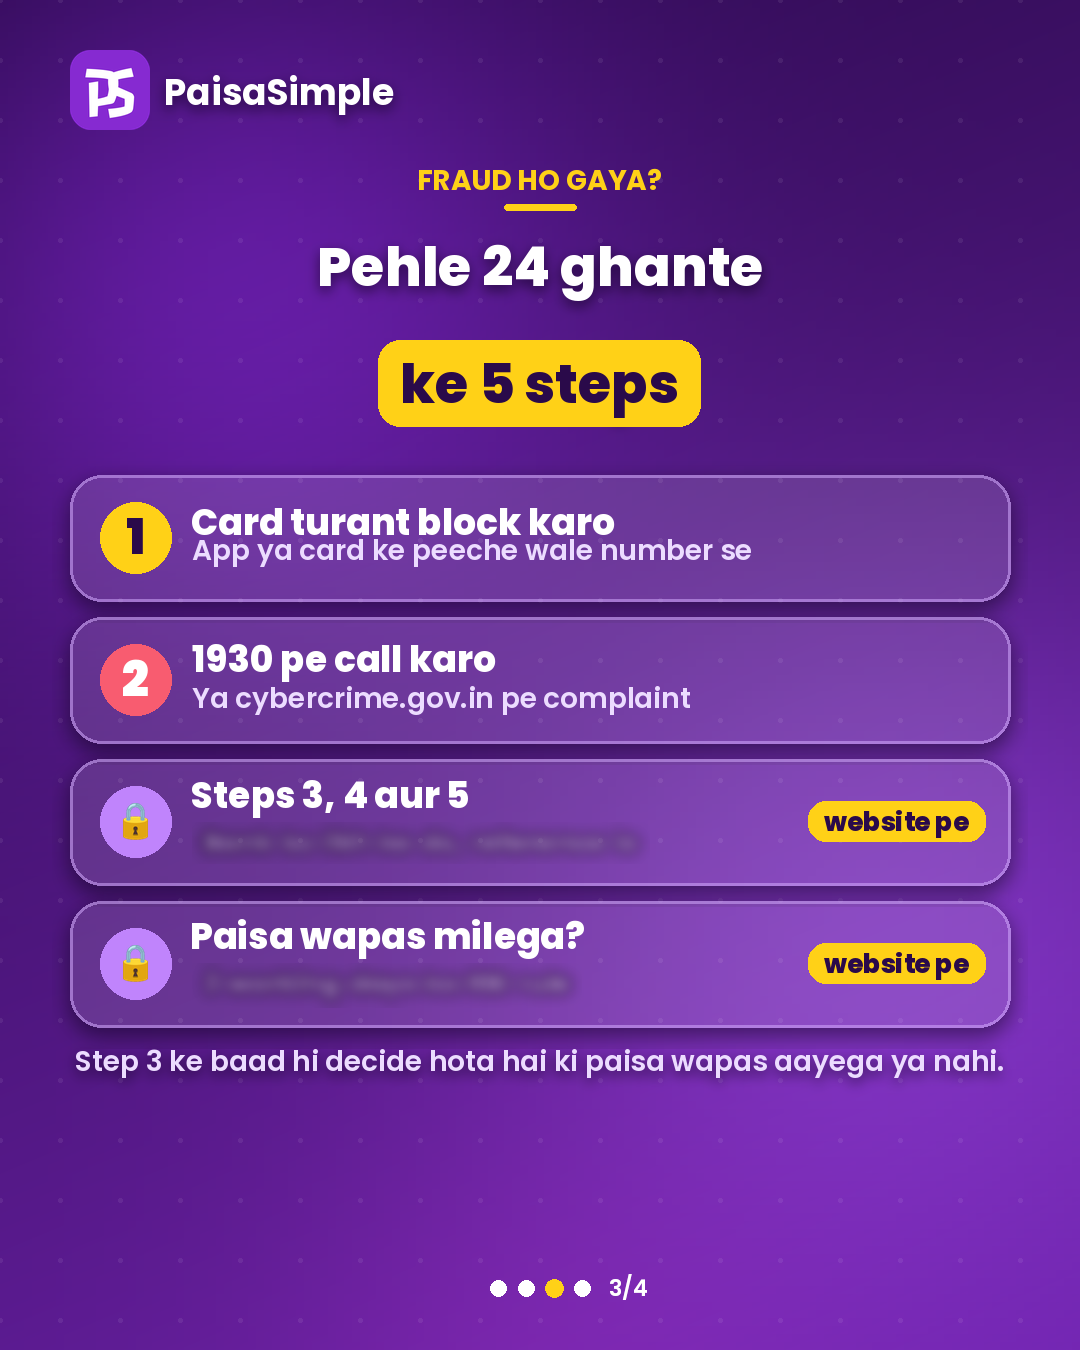 PS
PaisaSimple
FRAUD HO GAYA?
Pehle 24 ghante
ke 5 steps
1
Card turant block karo
App ya card ke peeche wale number se
2
1930 pe call karo
Ya cybercrime.gov.in pe complaint
Steps 3, 4 aur 5
website pe
Paisa wapas milega?
website pe
Step 3 ke baad hi decide hota hai ki paisa wapas aayega ya nahi.
3/4